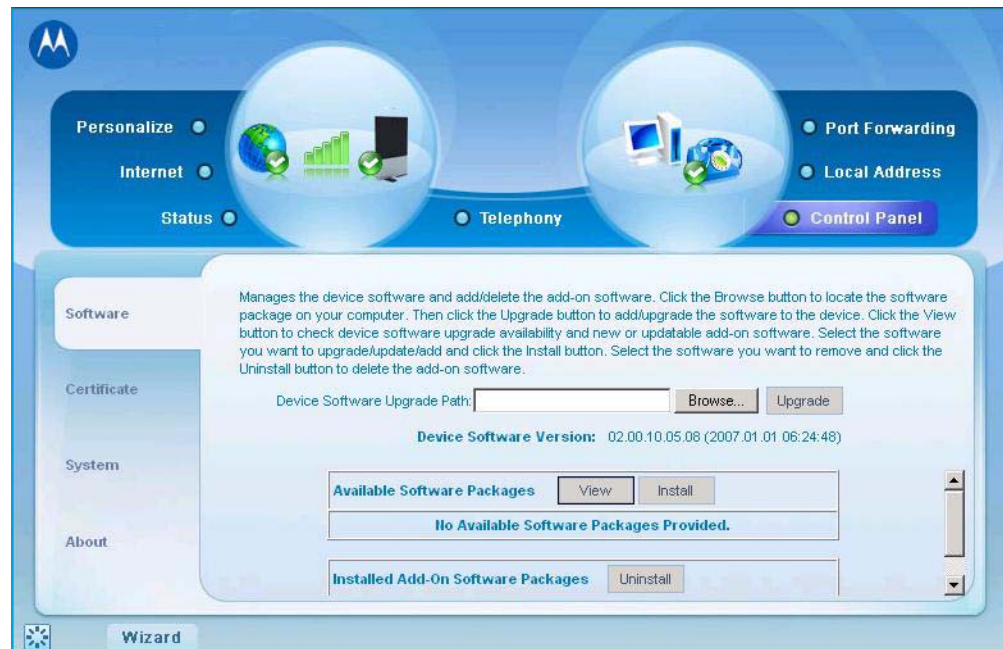 Personalize
Internet
Status
Telephony
Port Forwarding
Local Address
Control Panel
Software
Certificate
System
About
Manages the device software and add/delete the add-on software. Click the Browse button to locate the software
package on your computer. Then click the Upgrade button to add/upgrade the software to the device. Click the View
button to check device software upgrade availability and new or updatable add-on software. Select the software
you want to upgrade/update/add and click the Install button. Select the software you want to remove and click the
Uninstall button to delete the add-on software.
Device Software Upgrade Path: Browse... Upgrade
Device Software Version: 02.00.10.05.08 (2007.01.01 06:24:48)
Available Software Packages View Install
No Available Software Packages Provided.
Installed Add-On Software Packages Uninstall
Wizard